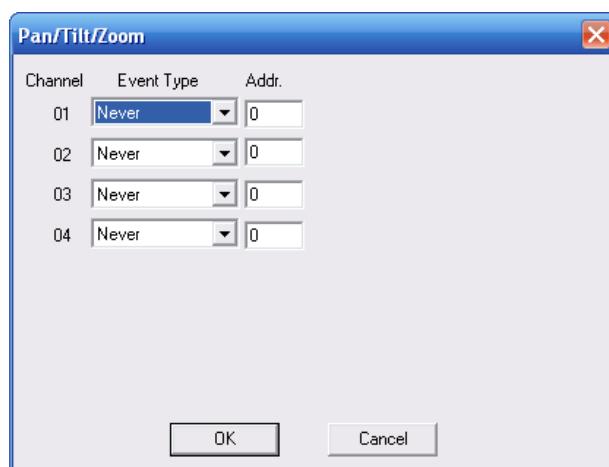 Pan/Tilt/Zoom
Channel Event Type Addr.
01 Never 0
02 Never 0
03 Never 0
04 Never 0
OK Cancel